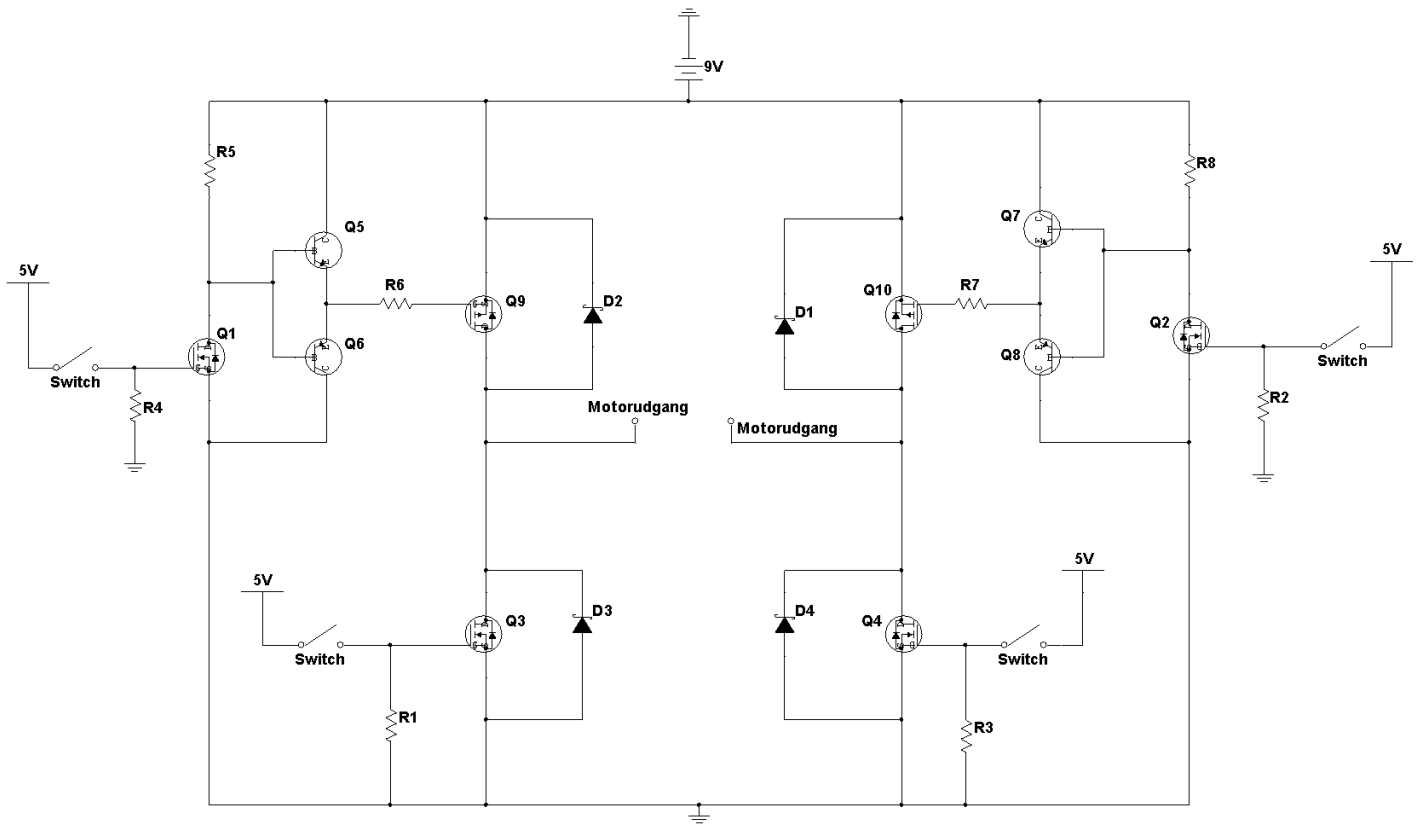 9V
R5
R8
Q5
Q7
5V
5V
R6
R7
Q9
D2
D1
Q10
Q1
Q2
Q6
Q8
Switch
Switch
R4
R2
Motorudgang
Motorudgang
5V
5V
Q3
D3
D4
Q4
Switch
Switch
R1
R3